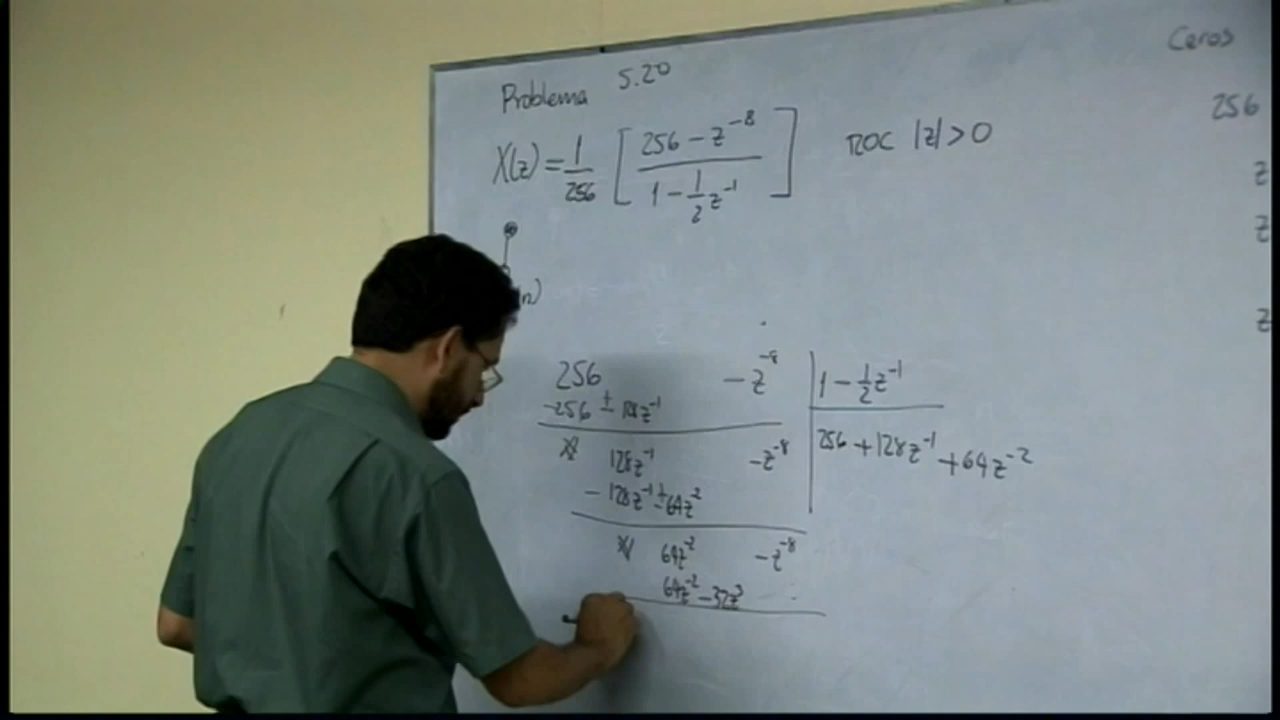 Problema 5.20
X(z) = 1/256 [ (256 - z^-8) / (1 - 1/2 z^-1) ] ROC |z| > 0
n)
256 - z^-8 | 1 - 1/2 z^-1
-256 ± 128z^-1
128z^-1 - z^-8 | 256 + 128z^-1 + 64z^-2
- 128z^-1 ± 64z^-2
64z^-2 - z^-8
64z^-2 - 32z^-3
Ceros
256
z
z
z